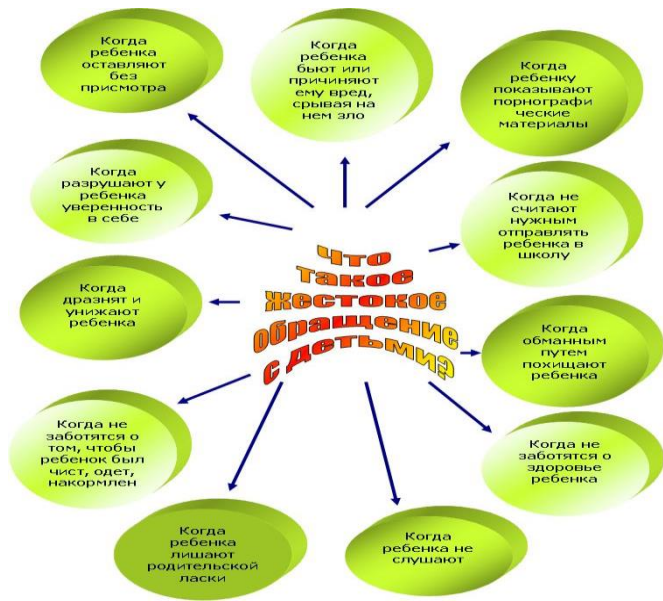 Когда
ребенка
оставляют
без
присмотра
Когда
ребенка
бьют или
причиняют
ему вред,
срывая на
нем зло
Когда
ребенку
показывают
порнографи
ческие
материалы
Когда
разрушают у
ребенка
уверенность
в себе
Когда не
считают
нужным
отправлять
ребенка в
школу
Что
такое
жестокое
обращение
с детьми?
Когда
дразнят и
унижают
ребенка
Когда
обманным
путем
похищают
ребенка
Когда не
заботятся о
том, чтобы
ребенок был
чист, одет,
накормлен
Когда не
заботятся о
здоровье
ребенка
Когда
ребенка
лишают
родительской
ласки
Когда
ребенка не
слушают